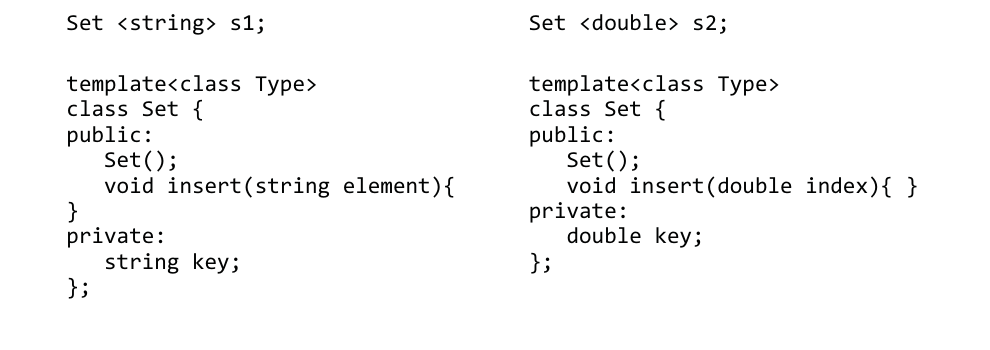 Set <string> s1;
template<class Type>
class Set {
public:
   Set();
   void insert(string element){
}
private:
   string key;
};
Set <double> s2;
template<class Type>
class Set {
public:
   Set();
   void insert(double index){ }
private:
   double key;
};